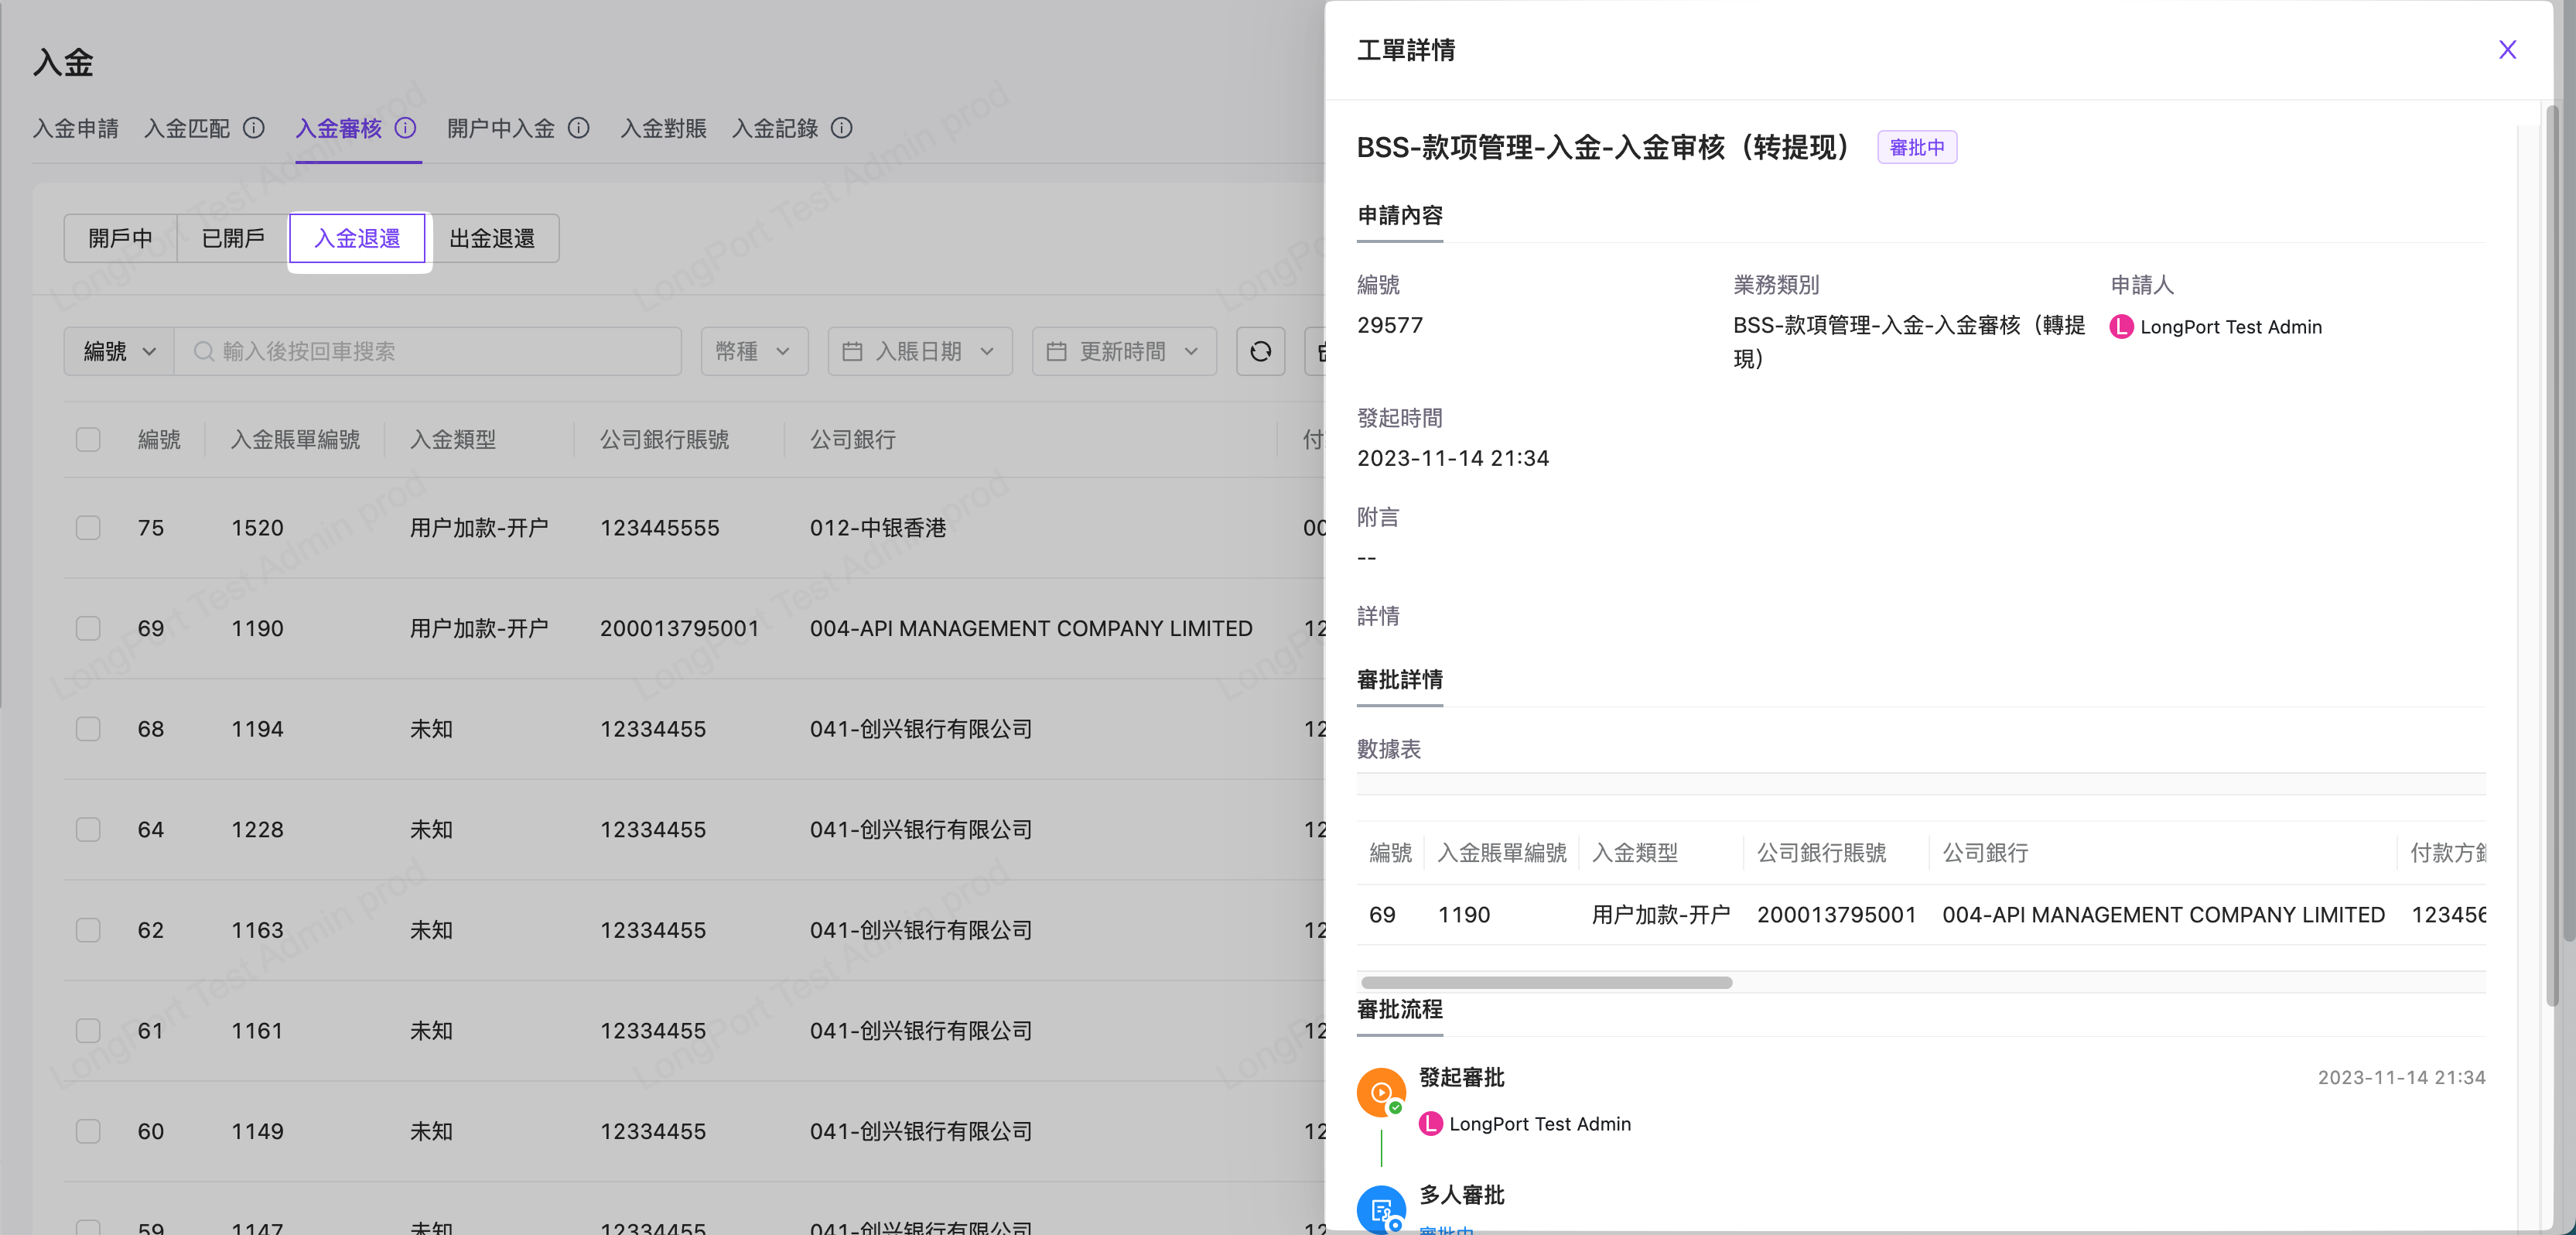 入金
入金申請 入金匹配 入金審核 開户中入金 入金對賬 入金記錄
開戶中 已開戶 入金退還 出金退還
編號 輸入後按回車搜索 幣種 入賬日期 更新時間
編號 入金賬單編號 入金類型 公司銀行賬號 公司銀行 付
75 1520 用户加款-开户 123445555 012-中银香港 00
69 1190 用户加款-开户 200013795001 004-API MANAGEMENT COMPANY LIMITED 12
68 1194 未知 12334455 041-创兴银行有限公司 12
64 1228 未知 12334455 041-创兴银行有限公司 12
62 1163 未知 12334455 041-创兴银行有限公司 12
61 1161 未知 12334455 041-创兴银行有限公司 12
60 1149 未知 12334455 041-创兴银行有限公司 12
59 1147 未知 12334455 041-创兴银行有限公司 12
LongPort Test Admin prod
工單詳情
BSS-款项管理-入金-入金审核（转提现） 審批中
申請內容
編號 業務類別 申請人
29577 BSS-款項管理-入金-入金審核（轉提 L LongPort Test Admin
現）
發起時間
2023-11-14 21:34
附言
--
詳情
審批詳情
數據表
編號 入金賬單編號 入金類型 公司銀行賬號 公司銀行 付款方銀
69 1190 用户加款-开户 200013795001 004-API MANAGEMENT COMPANY LIMITED 123456
審批流程
發起審批 2023-11-14 21:34
L LongPort Test Admin
多人審批
審批中